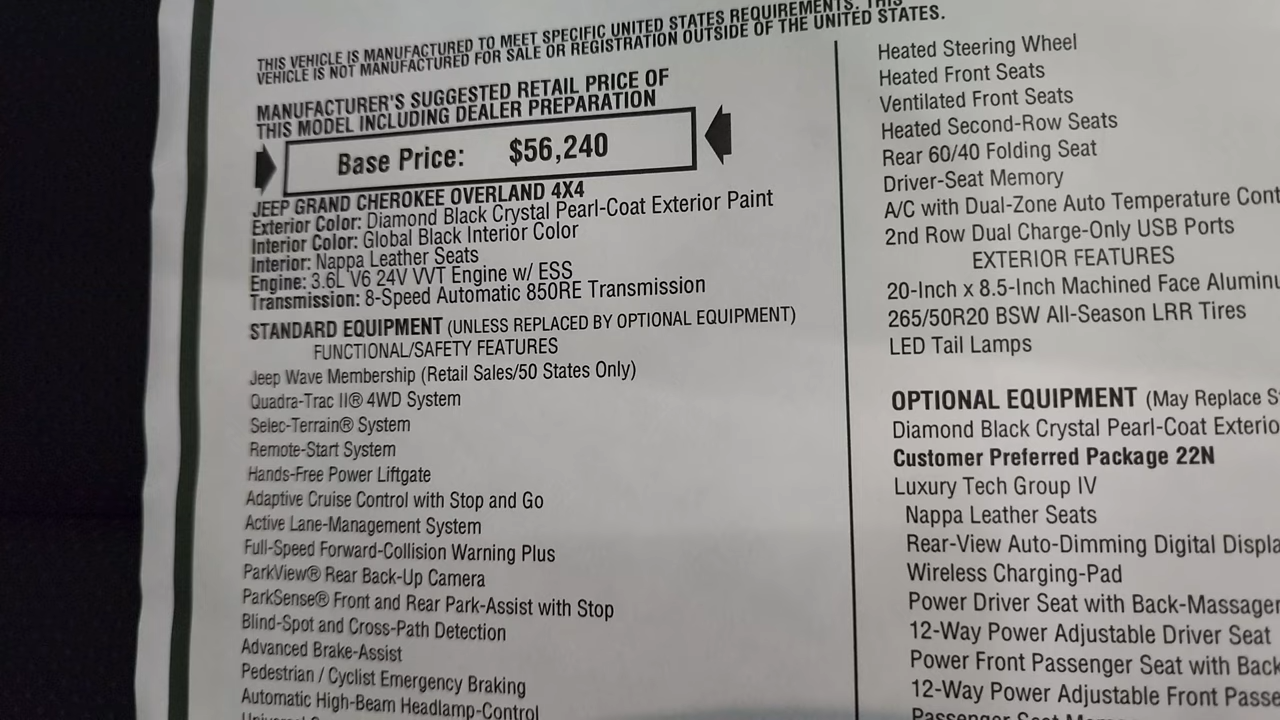 THIS VEHICLE IS MANUFACTURED TO MEET SPECIFIC UNITED STATES REQUIREMENTS. THIS
VEHICLE IS NOT MANUFACTURED FOR SALE OR REGISTRATION OUTSIDE OF THE UNITED STATES.
MANUFACTURER'S SUGGESTED RETAIL PRICE OF
THIS MODEL INCLUDING DEALER PREPARATION
Base Price: $56,240
JEEP GRAND CHEROKEE OVERLAND 4X4
Exterior Color: Diamond Black Crystal Pearl-Coat Exterior Paint
Interior Color: Global Black Interior Color
Interior: Nappa Leather Seats
Engine: 3.6L V6 24V VVT Engine w/ ESS
Transmission: 8-Speed Automatic 850RE Transmission
STANDARD EQUIPMENT (UNLESS REPLACED BY OPTIONAL EQUIPMENT)
FUNCTIONAL/SAFETY FEATURES
Jeep Wave Membership (Retail Sales/50 States Only)
Quadra-Trac II® 4WD System
Selec-Terrain® System
Remote-Start System
Hands-Free Power Liftgate
Adaptive Cruise Control with Stop and Go
Active Lane-Management System
Full-Speed Forward-Collision Warning Plus
ParkView® Rear Back-Up Camera
ParkSense® Front and Rear Park-Assist with Stop
Blind-Spot and Cross-Path Detection
Advanced Brake-Assist
Pedestrian / Cyclist Emergency Braking
Automatic High-Beam Headlamp-Control
Heated Steering Wheel
Heated Front Seats
Ventilated Front Seats
Heated Second-Row Seats
Rear 60/40 Folding Seat
Driver-Seat Memory
A/C with Dual-Zone Auto Temperature Cont
2nd Row Dual Charge-Only USB Ports
EXTERIOR FEATURES
20-Inch x 8.5-Inch Machined Face Aluminu
265/50R20 BSW All-Season LRR Tires
LED Tail Lamps
OPTIONAL EQUIPMENT (May Replace S
Diamond Black Crystal Pearl-Coat Exterio
Customer Preferred Package 22N
Luxury Tech Group IV
Nappa Leather Seats
Rear-View Auto-Dimming Digital Displa
Wireless Charging-Pad
Power Driver Seat with Back-Massager
12-Way Power Adjustable Driver Seat
Power Front Passenger Seat with Back
12-Way Power Adjustable Front Passe
Passenger Seat